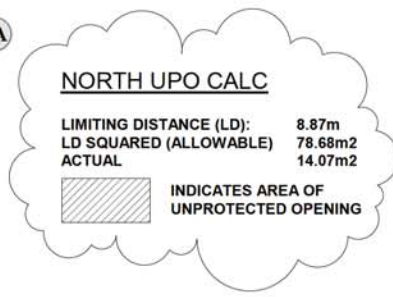 A
NORTH UPO CALC
LIMITING DISTANCE (LD): 8.87m
LD SQUARED (ALLOWABLE) 78.68m2
ACTUAL 14.07m2
INDICATES AREA OF
UNPROTECTED OPENING